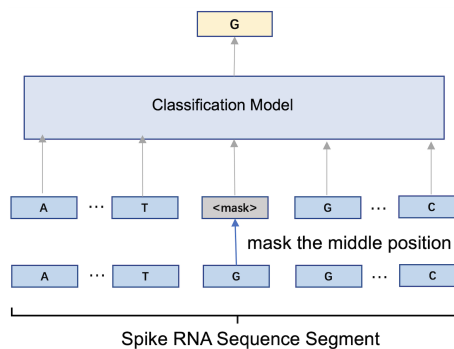 G
Classification Model
A ... T <mask> G ... C
mask the middle position
A ... T G G ... C
Spike RNA Sequence Segment